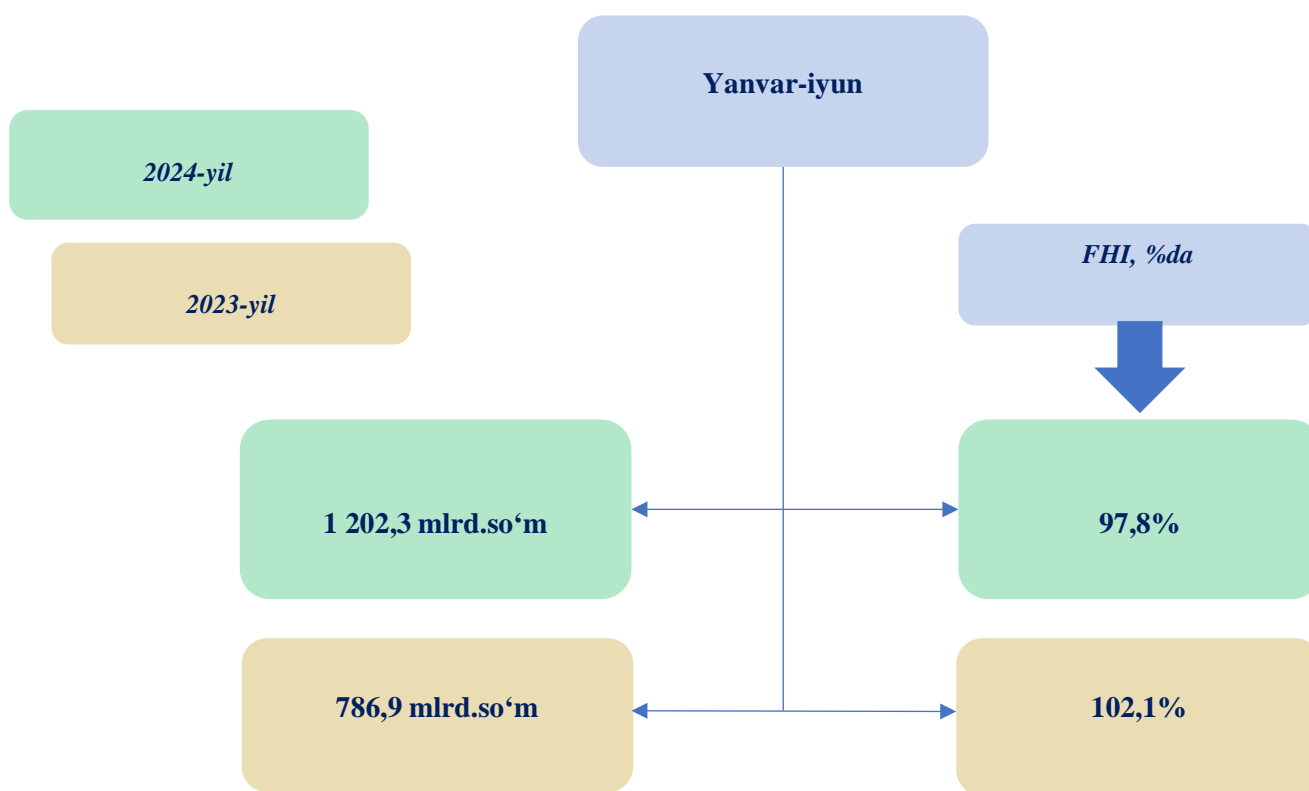 Yanvar-iyun
2024-yil
2023-yil
FHI, %da
1 202,3 mlrd.so‘m
97,8%
786,9 mlrd.so‘m
102,1%